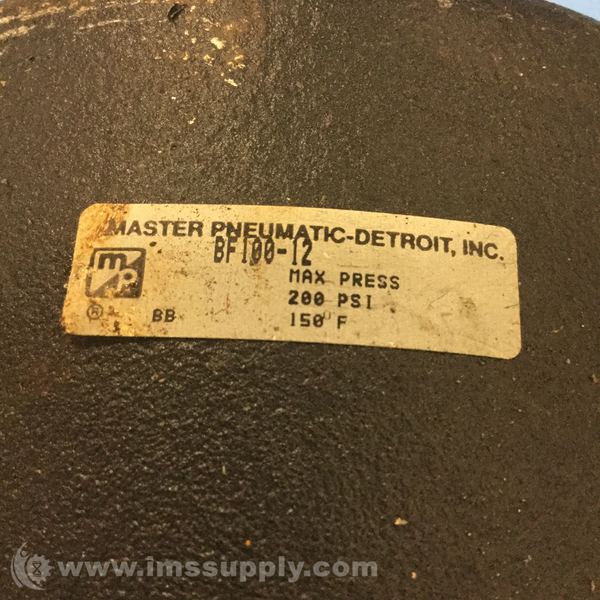 MASTER PNEUMATIC-DETROIT, INC.
BF100-12
m/p
MAX PRESS
200 PSI
® BB 150°F
www.imssupply.com